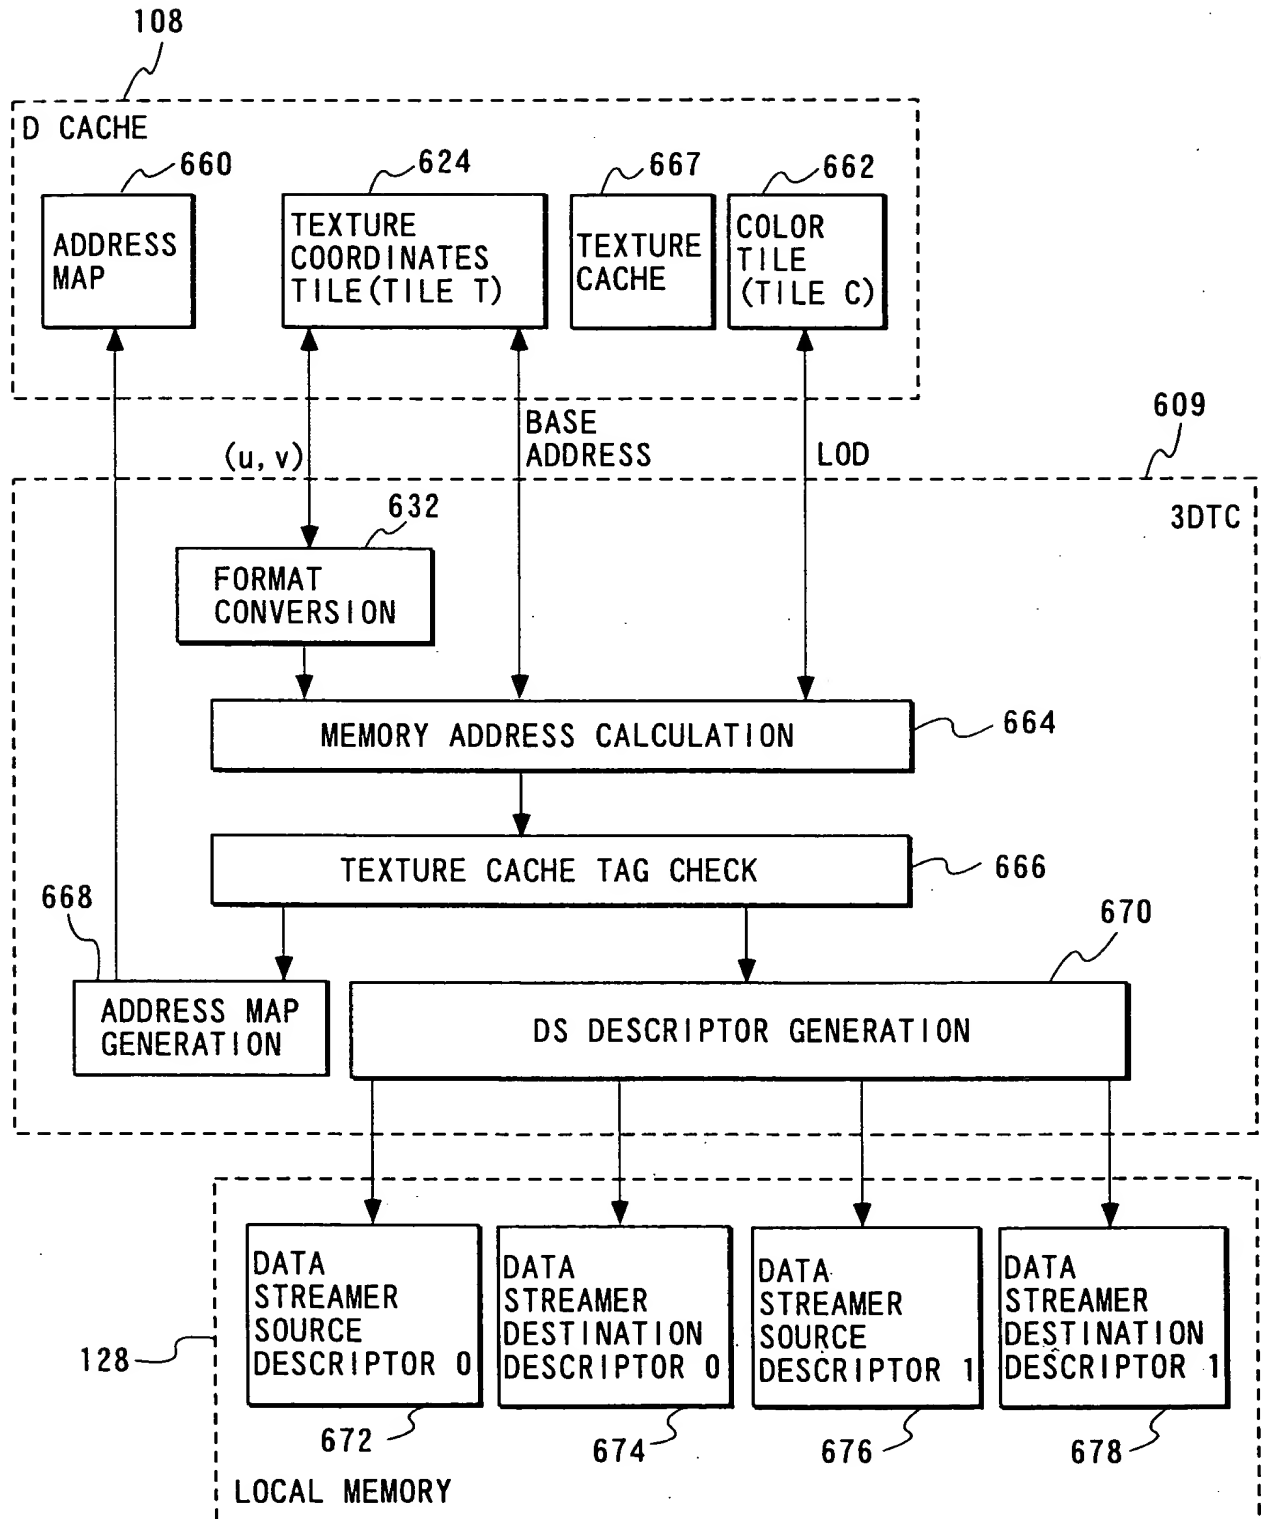 108
D CACHE
660
624
667
662
ADDRESS
MAP
TEXTURE
COORDINATES
TILE(TILE T)
TEXTURE
CACHE
COLOR
TILE
(TILE C)
(u, v)
BASE
ADDRESS
LOD
609
3DTC
632
FORMAT
CONVERSION
MEMORY ADDRESS CALCULATION
664
TEXTURE CACHE TAG CHECK
666
668
670
ADDRESS MAP
GENERATION
DS DESCRIPTOR GENERATION
DATA
STREAMER
SOURCE
DESCRIPTOR 0
DATA
STREAMER
DESTINATION
DESCRIPTOR 0
DATA
STREAMER
SOURCE
DESCRIPTOR 1
DATA
STREAMER
DESTINATION
DESCRIPTOR 1
128
672
674
676
678
LOCAL MEMORY